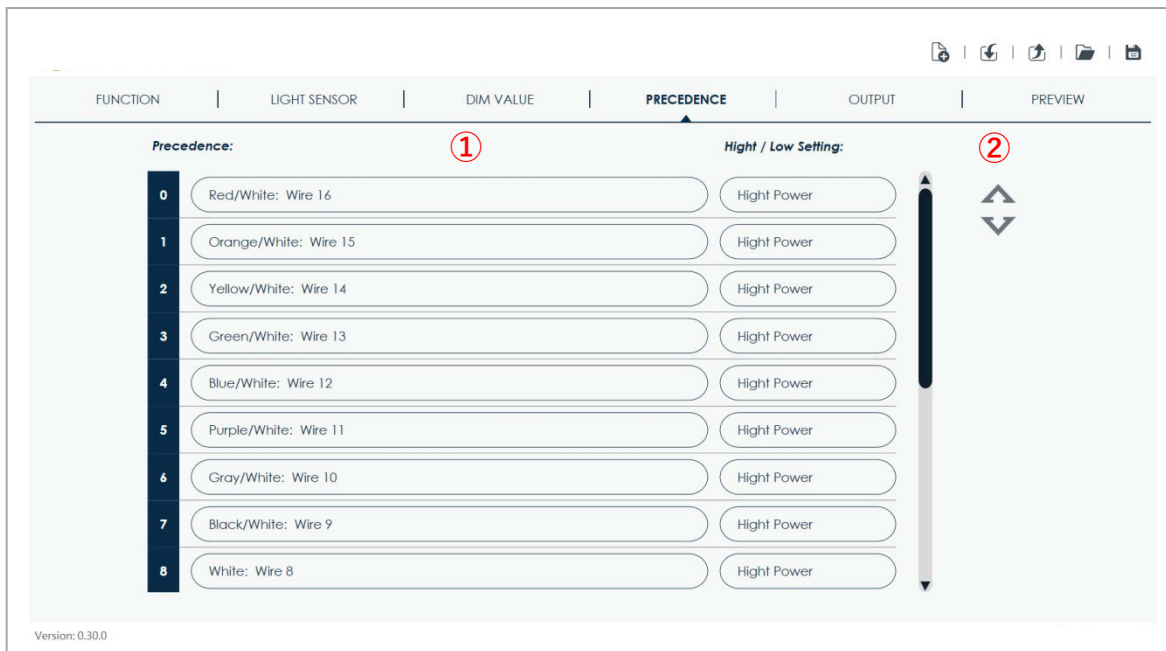 FUNCTION | LIGHT SENSOR | DIM VALUE | PRECEDENCE | OUTPUT | PREVIEW
Precedence: ① Hight / Low Setting: ②
0 Red/White: Wire 16 Hight Power
1 Orange/White: Wire 15 Hight Power
2 Yellow/White: Wire 14 Hight Power
3 Green/White: Wire 13 Hight Power
4 Blue/White: Wire 12 Hight Power
5 Purple/White: Wire 11 Hight Power
6 Gray/White: Wire 10 Hight Power
7 Black/White: Wire 9 Hight Power
8 White: Wire 8 Hight Power
Version: 0.30.0